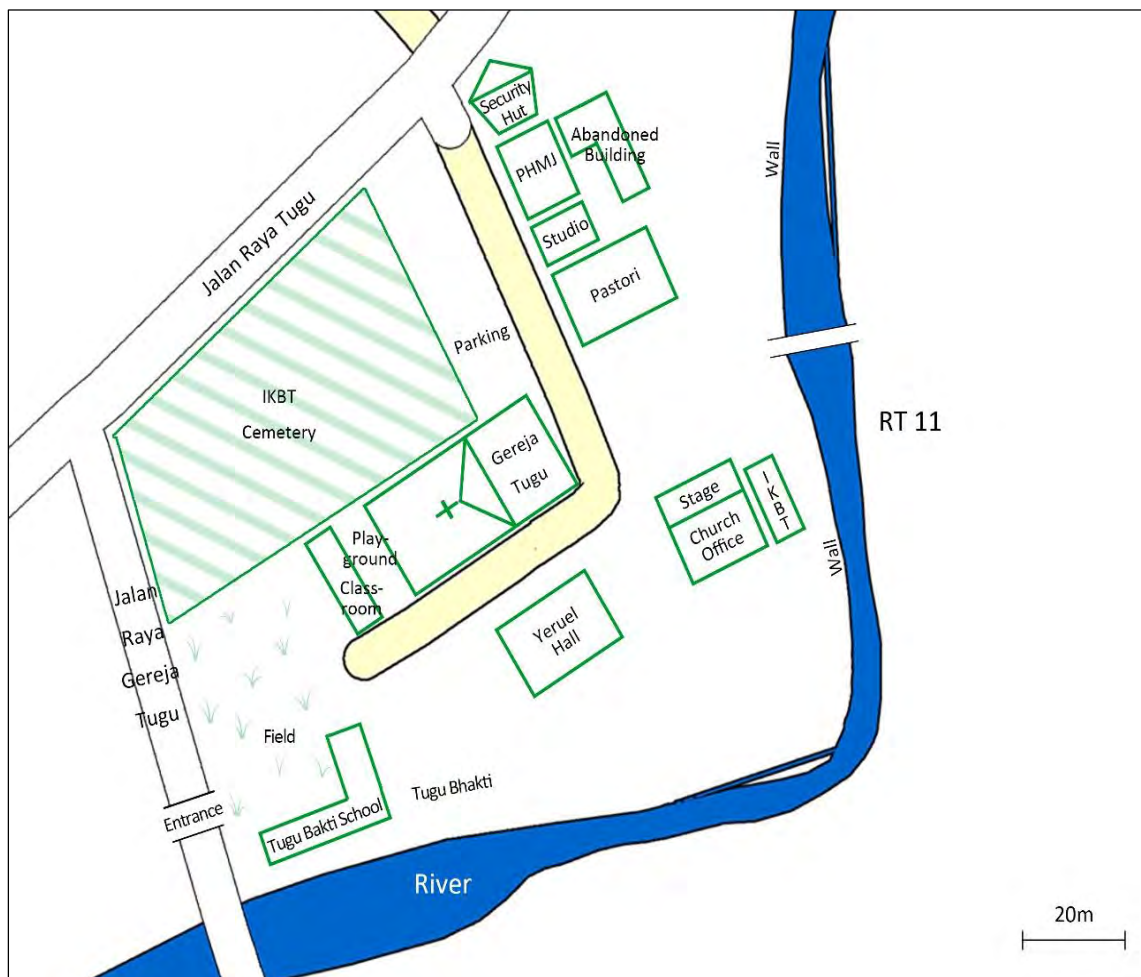 Security
Hut
Abandoned
Building
PHMJ
Studio
Pastori
Wall
Jalan Raya Tugu
Parking
IKBT
Cemetery
RT 11
Gereja
Tugu
Stage
Church
Office
IKBT
Wall
Play-
ground
Class-
room
Yeruel
Hall
Jalan
Raya
Gereja
Tugu
Field
Tugu Bhakti
Entrance
Tugu Bakti School
River
20m